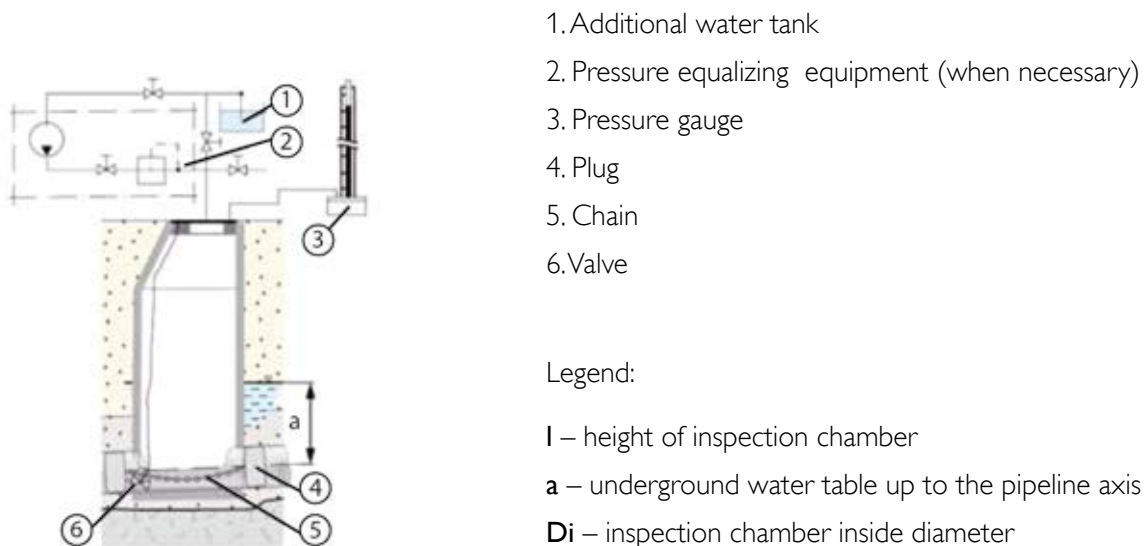 1. Additional water tank
2. Pressure equalizing equipment (when necessary)
3. Pressure gauge
4. Plug
5. Chain
6. Valve
Legend:
l – height of inspection chamber
a – underground water table up to the pipeline axis
Di – inspection chamber inside diameter
1
2
3
a
4
5
6